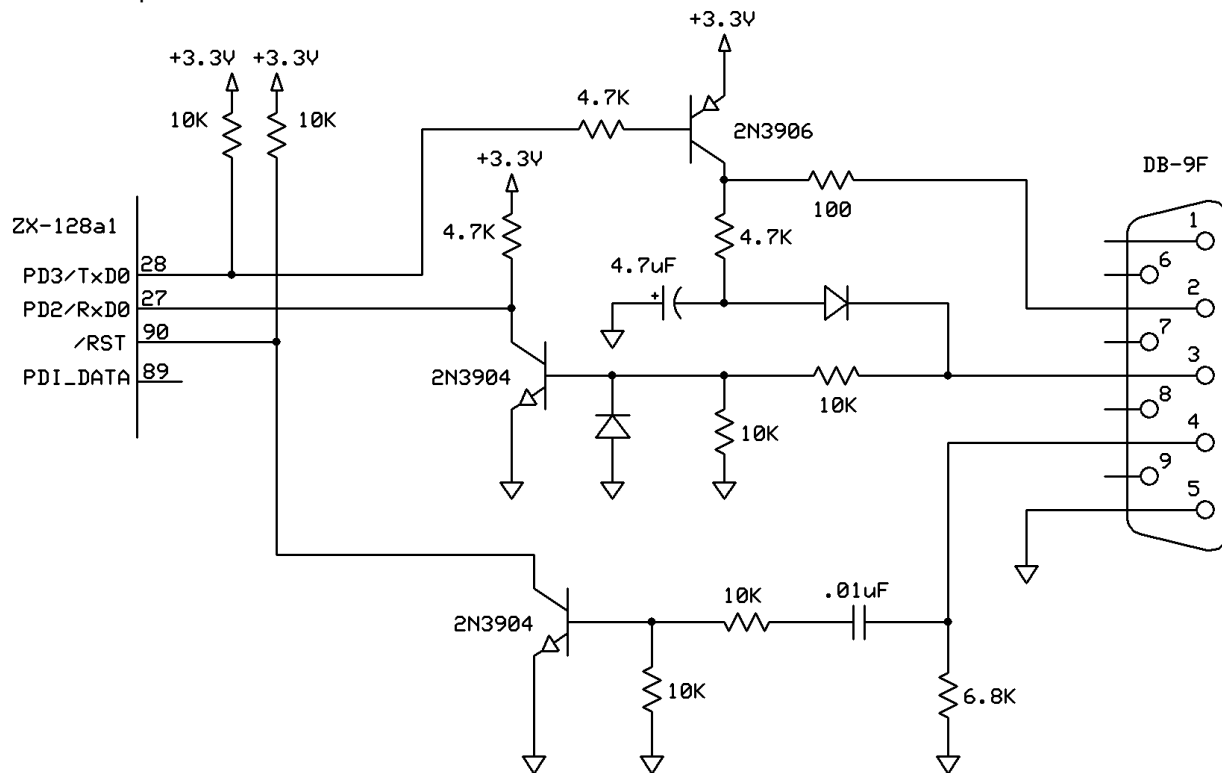 +3.3V
+3.3V +3.3V
10K 10K
4.7K
2N3906
+3.3V
4.7K
100
4.7K
4.7uF
DB-9F
1
6
2
7
3
8
4
9
5
ZX-128a1
PD3/TxD0 28
PD2/RxD0 27
/RST 90
PDI_DATA 89
2N3904
10K
10K
+
2N3904
10K
.01uF
10K
6.8K